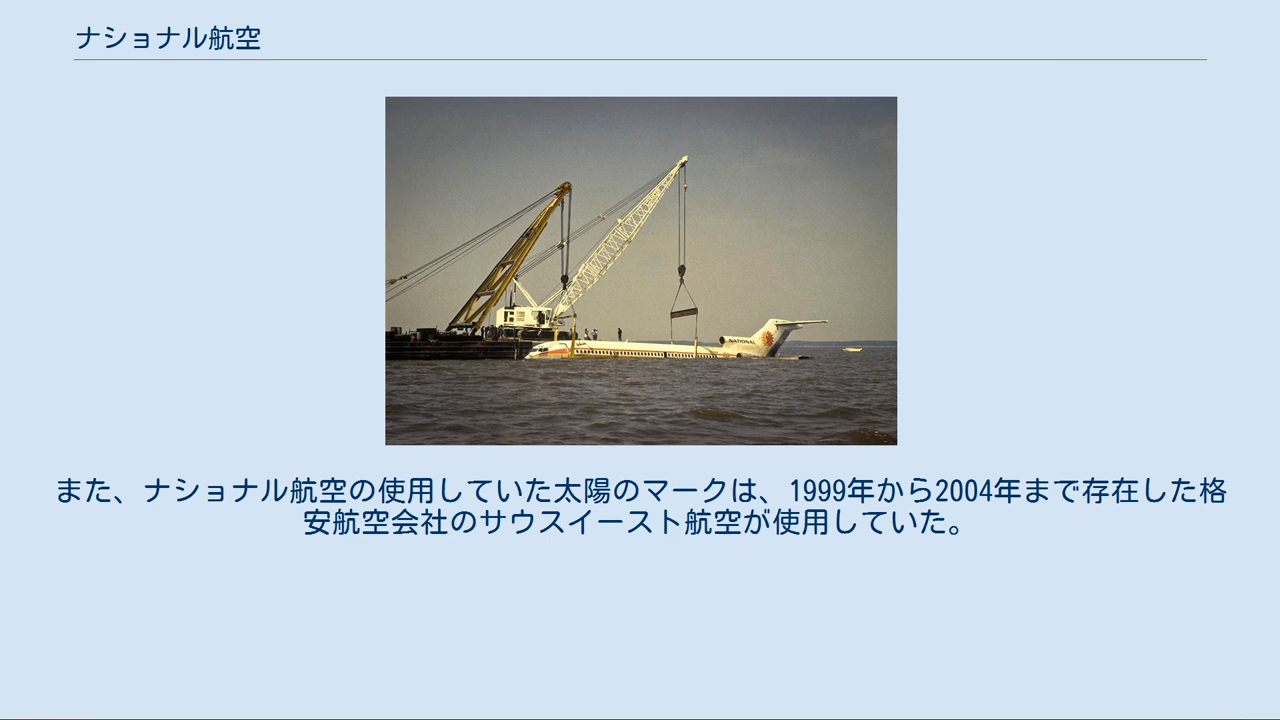 ナショナル航空
NATIONAL
また、ナショナル航空の使用していた太陽のマークは、1999年から2004年まで存在した格
安航空会社のサウスイースト航空が使用していた。